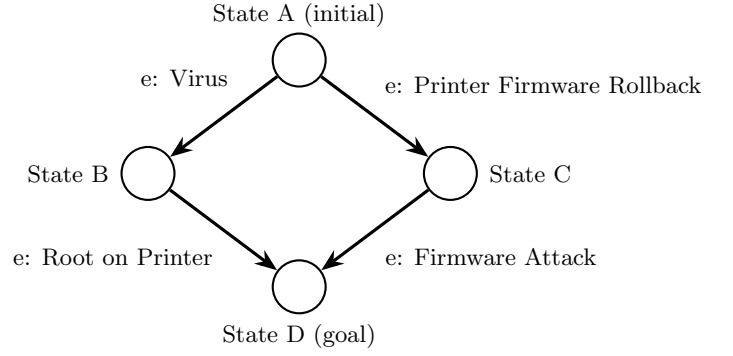 State A (initial)
e: Virus
e: Printer Firmware Rollback
State B
State C
e: Root on Printer
e: Firmware Attack
State D (goal)